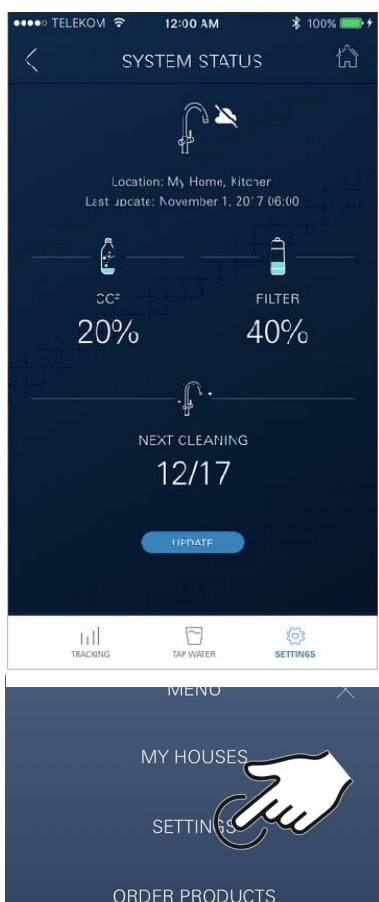 TELEKOM 12:00 AM 100%
SYSTEM STATUS
Location: My Home, Kitchen
Last update: November 1, 2017 06:00
CO² FILTER
20% 40%
NEXT CLEANING
12/17
UPDATE
TRACKING TAP WATER SETTINGS
MENU
MY HOUSES
SETTINGS
ORDER PRODUCTS